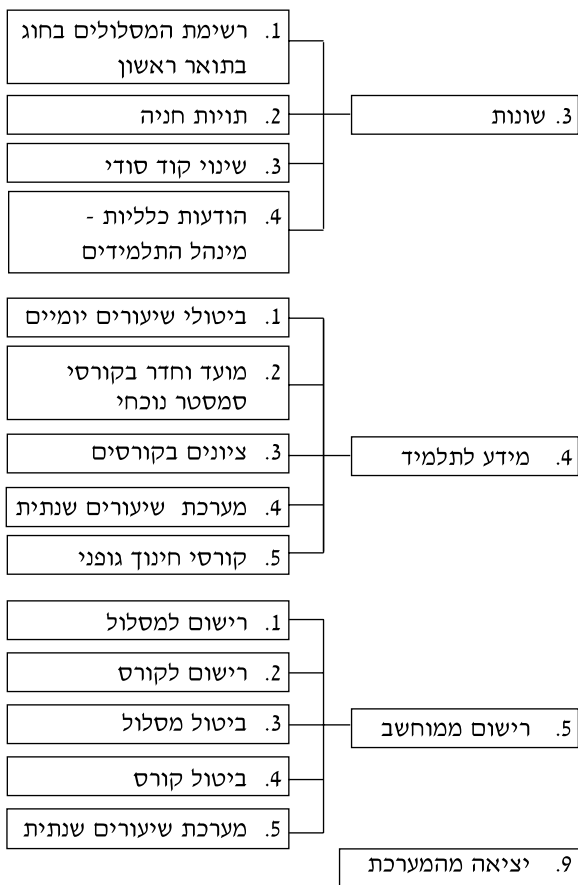 3. שונות
1. רשימת המסלולים בחוג
בתואר ראשון
2. תויות חניה
3. שינוי קוד סודי
4. הודעות כלליות -
מינהל התלמידים
4. מידע לתלמיד
1. ביטולי שיעורים יומיים
2. מועד וחדר בקורסי
סמסטר נוכחי
3. ציונים בקורסים
4. מערכת שיעורים שנתית
5. קורסי חינוך גופני
5. רישום ממוחשב
1. רישום למסלול
2. רישום לקורס
3. ביטול מסלול
4. ביטול קורס
5. מערכת שיעורים שנתית
9. יציאה מהמערכת